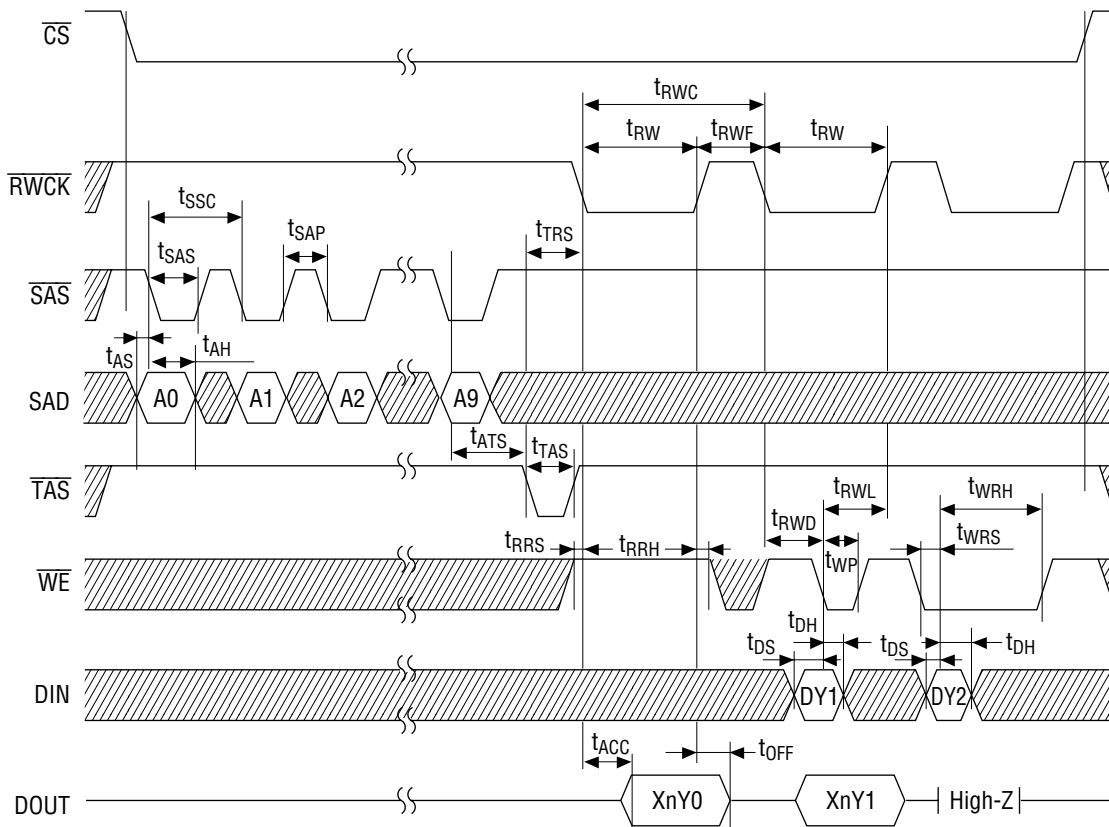 CS
tRWC
tRW tRWF tRW
RWCK
tSSC
tSAP
tTRS
tSAS
SAS
tAS tAH
SAD A0 A1 A2 A9
tATS tTAS
TAS
tRWL tWRH
tRWD tWRS
tRRS tRRH tWP
WE
tDH
tDS tDS tDH
DIN DY1 DY2
tACC tOFF
DOUT XnY0 XnY1 High-Z